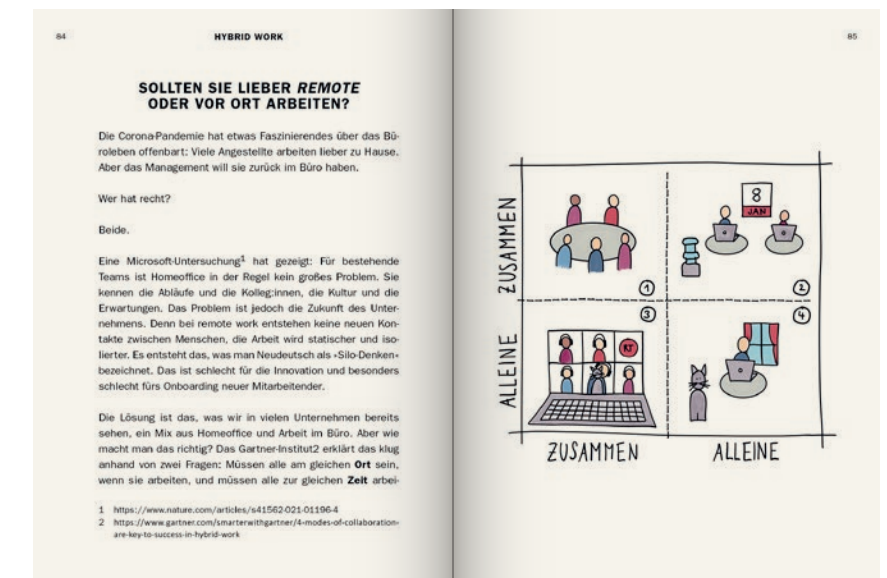 84
HYBRID WORK
SOLLTEN SIE LIEBER REMOTE
ODER VOR ORT ARBEITEN?
Die Corona-Pandemie hat etwas Faszinierendes über das Bü-
roleben offenbart: Viele Angestellte arbeiten lieber zu Hause.
Aber das Management will sie zurück im Büro haben.
Wer hat recht?
Beide.
Eine Microsoft-Untersuchung1 hat gezeigt: Für bestehende
Teams ist Homeoffice in der Regel kein großes Problem. Sie
kennen die Abläufe und die Kolleg:innen, die Kultur und die
Erwartungen. Das Problem ist jedoch die Zukunft des Unter-
nehmens. Denn bei remote work entstehen keine neuen Kon-
takte zwischen Menschen, die Arbeit wird statischer und iso-
lierter. Es entsteht das, was man Neudeutsch als ›Silo-Denken‹
bezeichnet. Das ist schlecht für die Innovation und besonders
schlecht fürs Onboarding neuer Mitarbeitender.
Die Lösung ist das, was wir in vielen Unternehmen bereits
sehen, ein Mix aus Homeoffice und Arbeit im Büro. Aber wie
macht man das richtig? Das Gartner-Institut2 erklärt das klug
anhand von zwei Fragen: Müssen alle am gleichen Ort sein,
wenn sie arbeiten, und müssen alle zur gleichen Zeit arbei-
1 https://www.nature.com/articles/s41562-021-01196-4
2 https://www.gartner.com/smarterwithgartner/4-modes-of-collaboration-
are-key-to-success-in-hybrid-work
85
ZUSAMMEN
8
JAN
1
2
ALLEINE
3
RT
4
ZUSAMMEN
ALLEINE